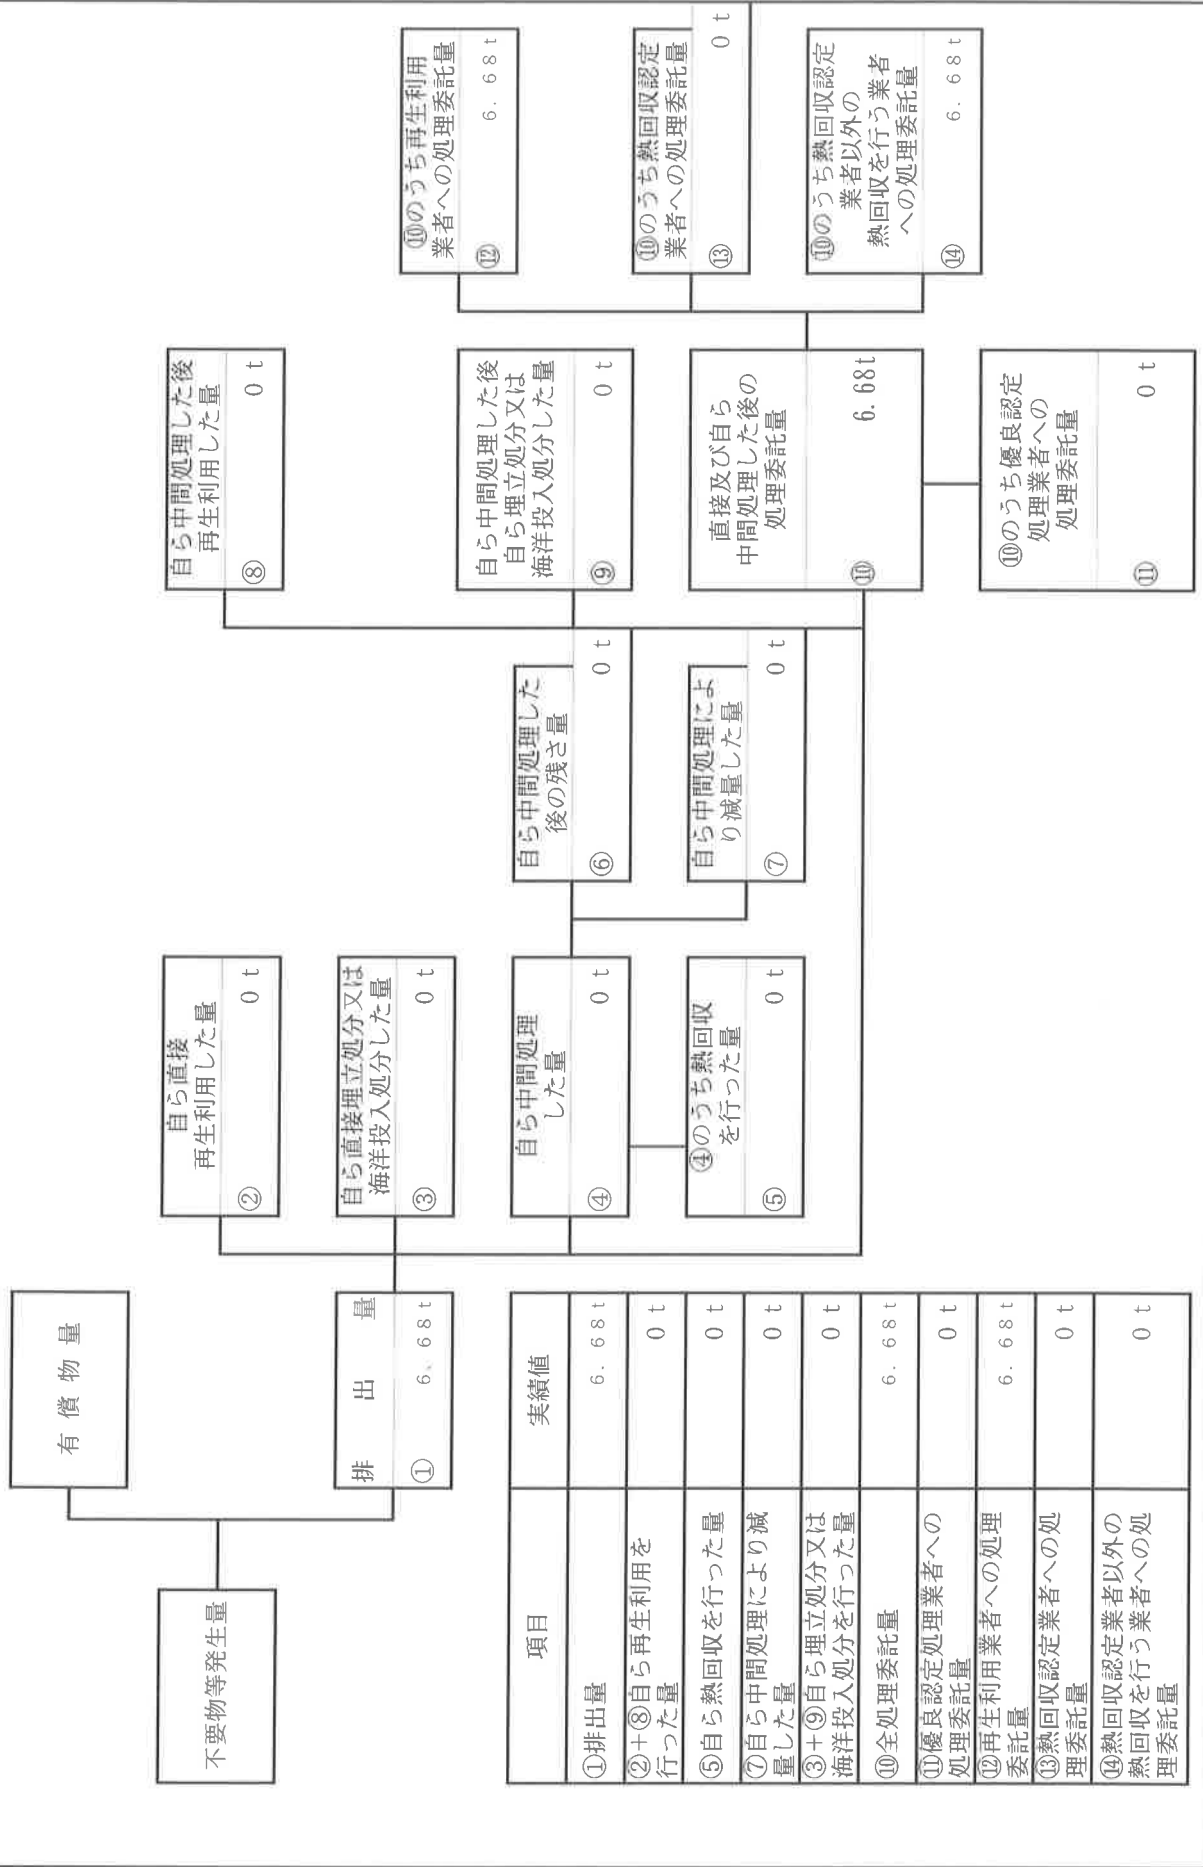 有償物量
不要物等発生量
排出量
① 6、68t
自ら直接
再生利用した量
② 0t
自ら直接埋立処分又は
海洋投入処分した量
③ 0t
自ら中間処理
した量
④ 0t
④のうち熱回収
を行った量
⑤ 0t
自ら中間処理した
後の残さ量
⑥ 0t
自ら中間処理によ
り減量した量
⑦ 0t
自ら中間処理した後
再生利用した量
⑧ 0t
自ら中間処理した後
自ら埋立処分又は
海洋投入処分した量
⑨ 0t
直接及び自ら
中間処理した後の
処理委託量
⑩ 6.68t
⑩のうち優良認定
処理業者への
処理委託量
⑪ 0t
⑩のうち再生利用
業者への処理委託量
⑫ 6.68t
⑩のうち熱回収認定
業者への処理委託量
⑬ 0t
⑩のうち熱回収認定
業者以外の
熱回収を行う業者
への処理委託量
⑭ 6.68t
項目 実績値
①排出量 6.68t
②+⑧自ら再生利用を
行った量 0t
⑤自ら熱回収を行った量 0t
⑦自ら中間処理により減
量した量 0t
③+⑨自ら埋立処分又は
海洋投入処分を行った量 0t
⑩全処理委託量 6.68t
⑪優良認定処理業者への
処理委託量 0t
⑫再生利用業者への処理
委託量 6.68t
⑬熱回収認定業者への処
理委託量 0t
⑭熱回収認定業者以外の
熱回収を行う業者への処
理委託量 0t